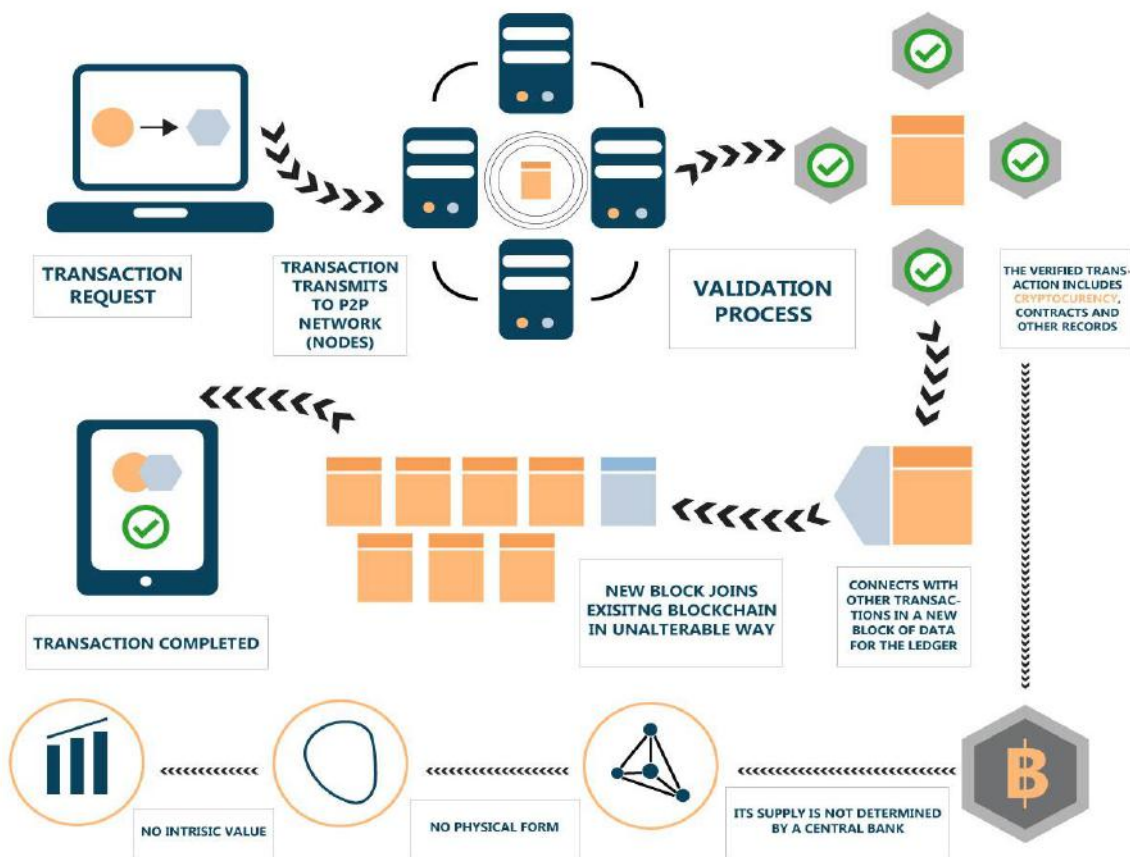 TRANSACTION
REQUEST
TRANSACTION
TRANSMITS
TO P2P
NETWORK
(NODES)
VALIDATION
PROCESS
THE VERIFIED TRANS-
ACTION INCLUDES
CRYPTOCURENCY,
CONTRACTS AND
OTHER RECORDS
TRANSACTION COMPLETED
NEW BLOCK JOINS
EXISITNG BLOCKCHAIN
IN UNALTERABLE WAY
CONNECTS WITH
OTHER TRANSAC-
TIONS IN A NEW
BLOCK OF DATA
FOR THE LEDGER
NO INTRISIC VALUE
NO PHYSICAL FORM
ITS SUPPLY IS NOT DETERMINED
BY A CENTRAL BANK